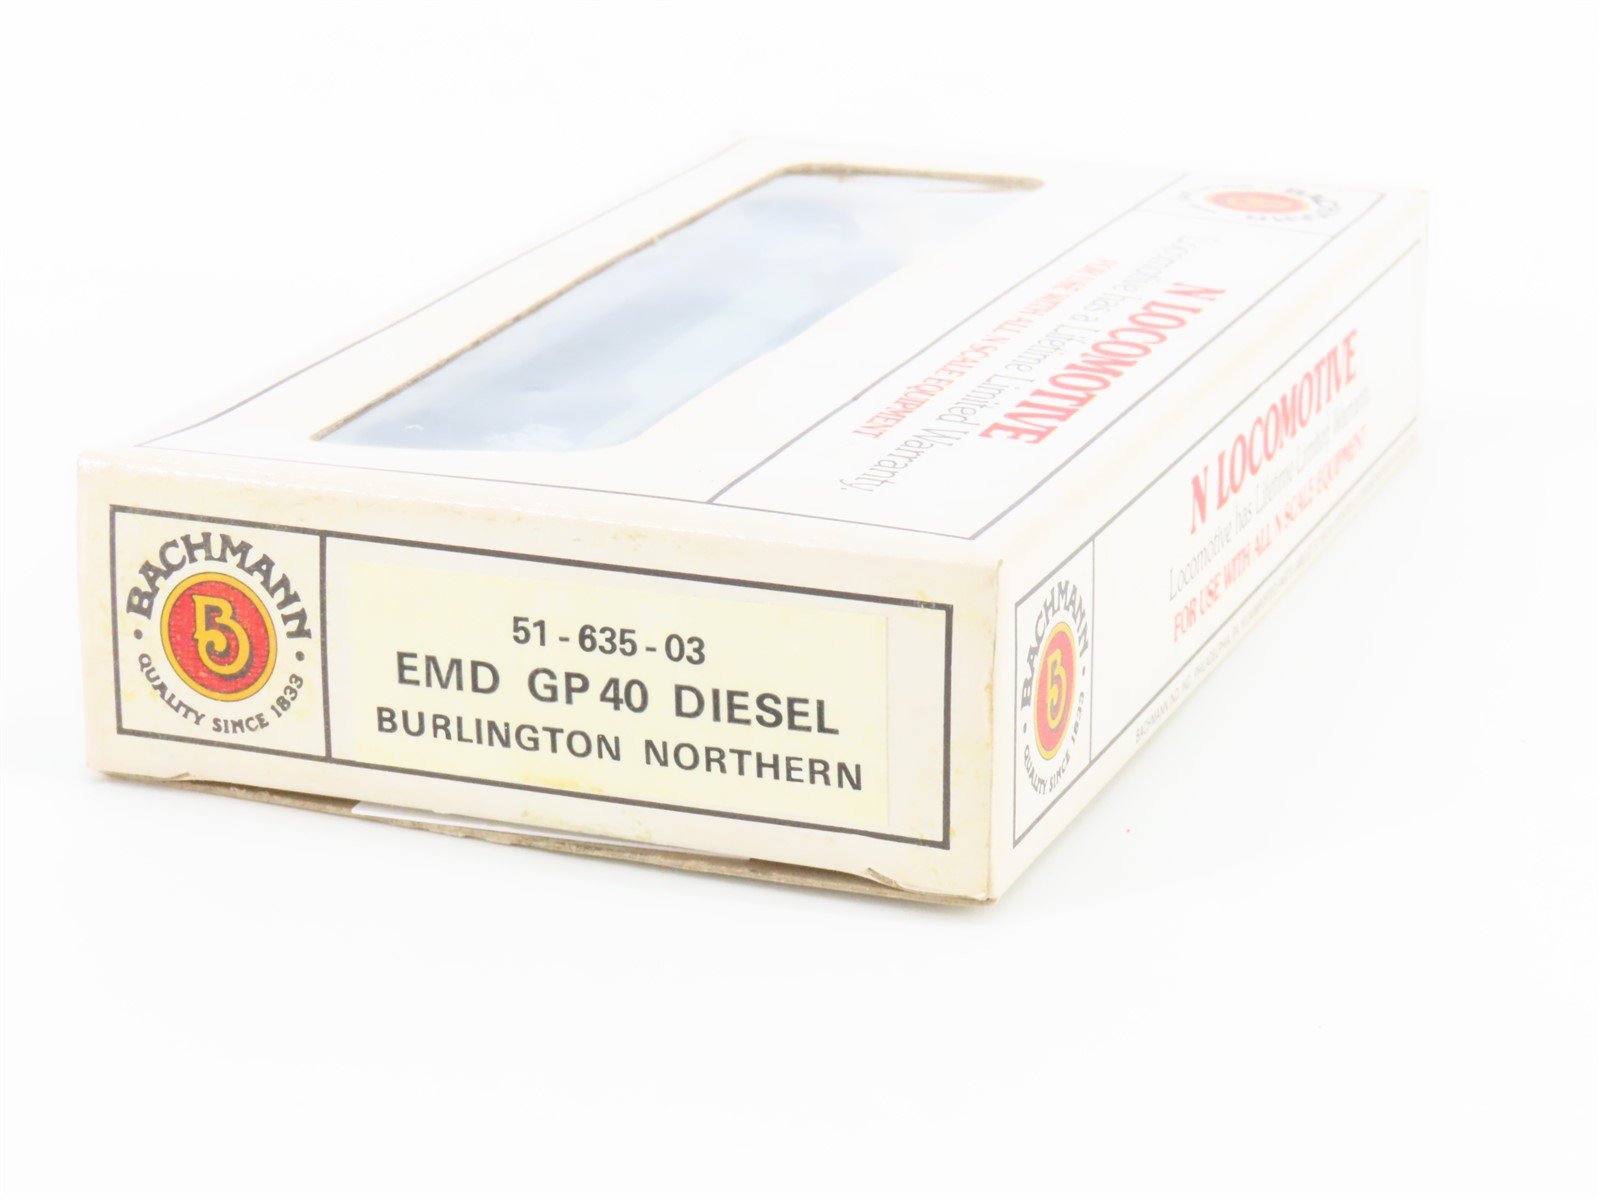 BACHMANN
B
QUALITY SINCE 1833
51-635-03
EMD GP40 DIESEL
BURLINGTON NORTHERN
N LOCOMOTIVE
Locomotive has a Lifetime Limited Warranty.
FOR USE WITH ALL N SCALE EQUIPMENT
BACHMANN
B
QUALITY SINCE 1833
N LOCOMOTIVE
Locomotive has Lifetime Limited Warranty.
FOR USE WITH ALL N SCALE EQUIPMENT